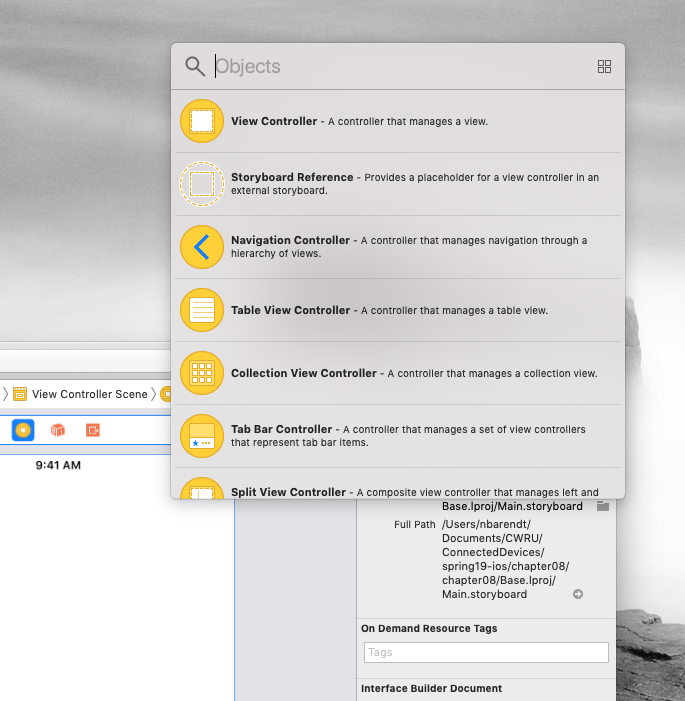 Objects
View Controller - A controller that manages a view.
Storyboard Reference - Provides a placeholder for a view controller in an
external storyboard.
Navigation Controller - A controller that manages navigation through a
hierarchy of views.
Table View Controller - A controller that manages a table view.
Collection View Controller - A controller that manages a collection view.
View Controller Scene
Tab Bar Controller - A controller that manages a set of view controllers
that represent tab bar items.
9:41 AM
Split View Controller - A composite view controller that manages left and
Base.lproj/Main.storyboard
Full Path /Users/nbarendt/
Documents/CWRU/
ConnectedDevices/
spring19-ios/chapter08/
chapter08/Base.lproj/
Main.storyboard
On Demand Resource Tags
Tags
Interface Builder Document